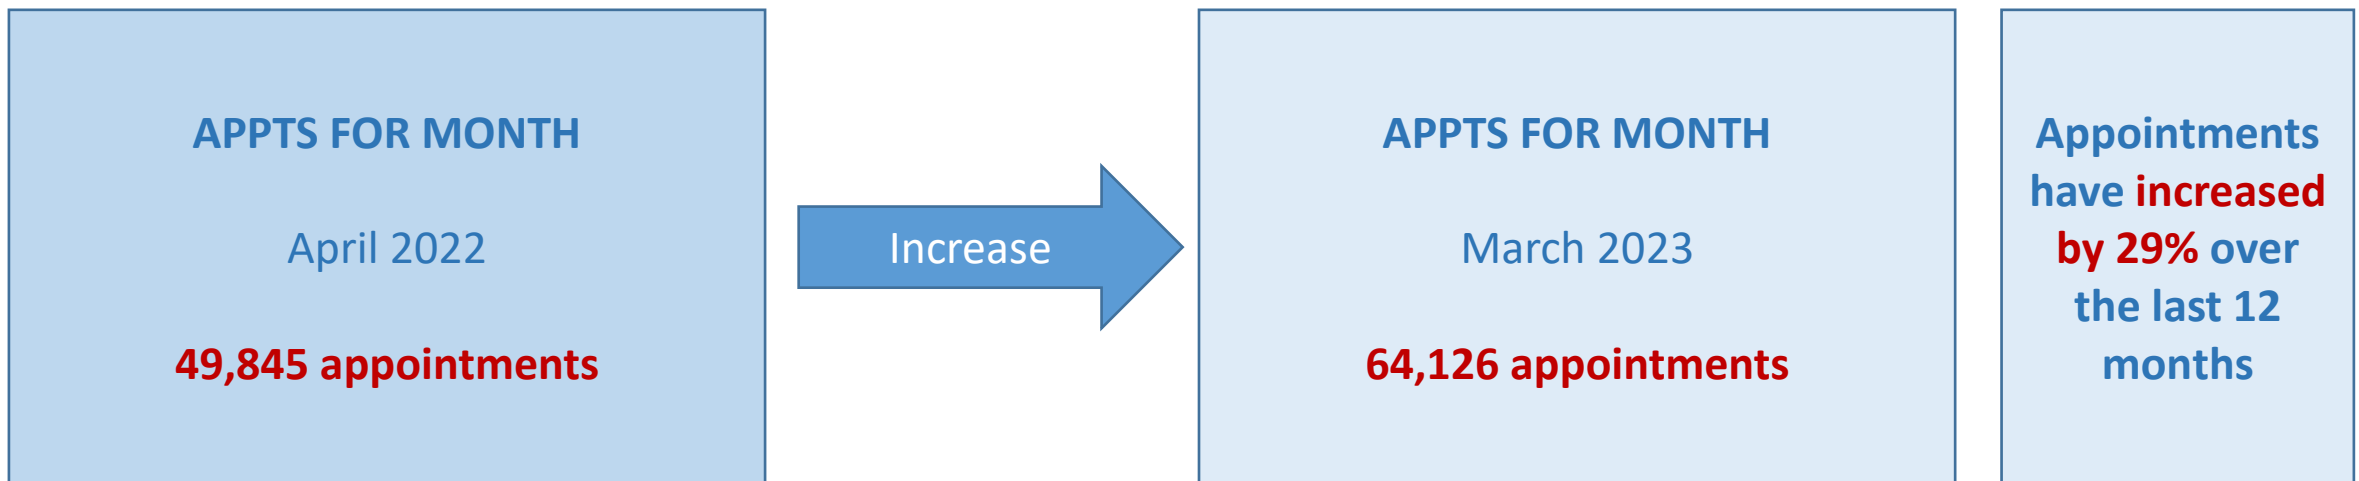 APPTS FOR MONTH
April 2022
49,845 appointments
Increase
APPTS FOR MONTH
March 2023
64,126 appointments
Appointments
have increased
by 29% over
the last 12
months